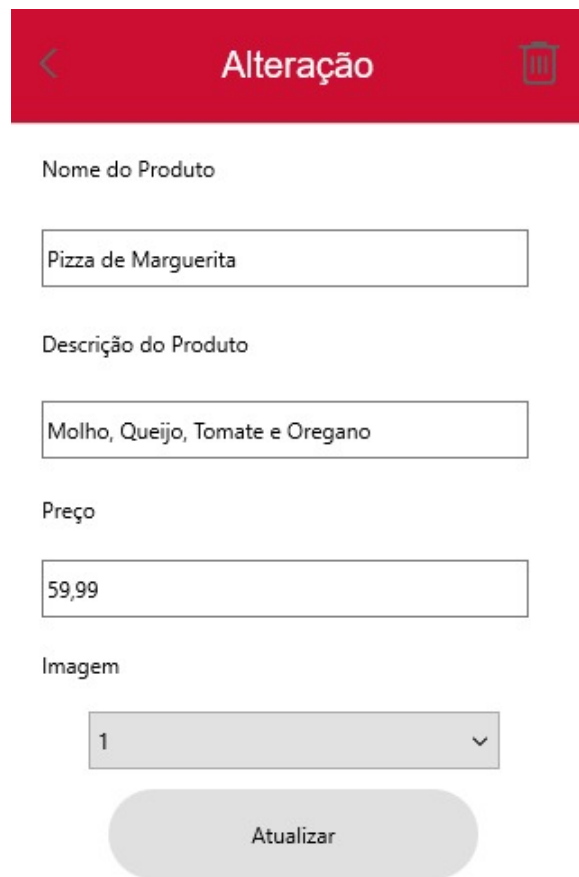 Alteração
Nome do Produto
Pizza de Marguerita
Descrição do Produto
Molho, Queijo, Tomate e Oregano
Preço
59,99
Imagem
1
Atualizar